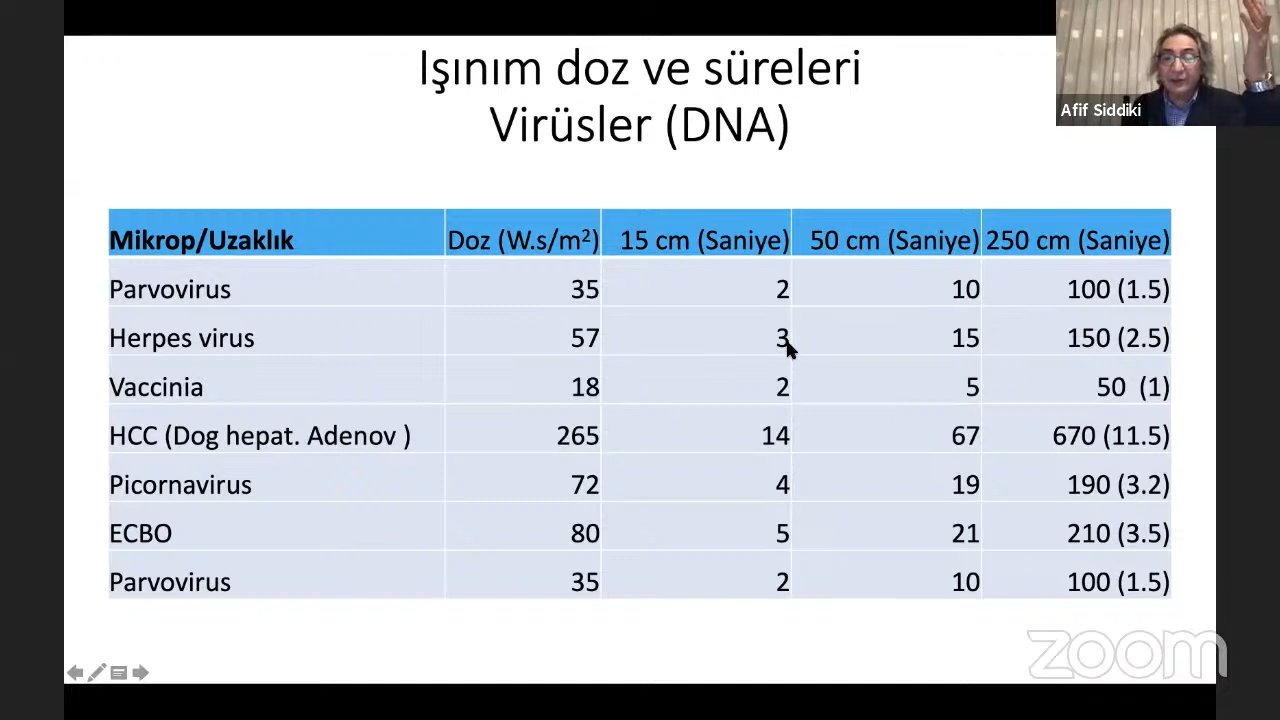 Işınım doz ve süreleri
Virüsler (DNA)
Afif Siddiki
Mikrop/Uzaklık Doz (W.s/m²) 15 cm (Saniye) 50 cm (Saniye) 250 cm (Saniye)
Parvovirus 35 2 10 100 (1.5)
Herpes virus 57 3 15 150 (2.5)
Vaccinia 18 2 5 50 (1)
HCC (Dog hepat. Adenov ) 265 14 67 670 (11.5)
Picornavirus 72 4 19 190 (3.2)
ECBO 80 5 21 210 (3.5)
Parvovirus 35 2 10 100 (1.5)
zoom